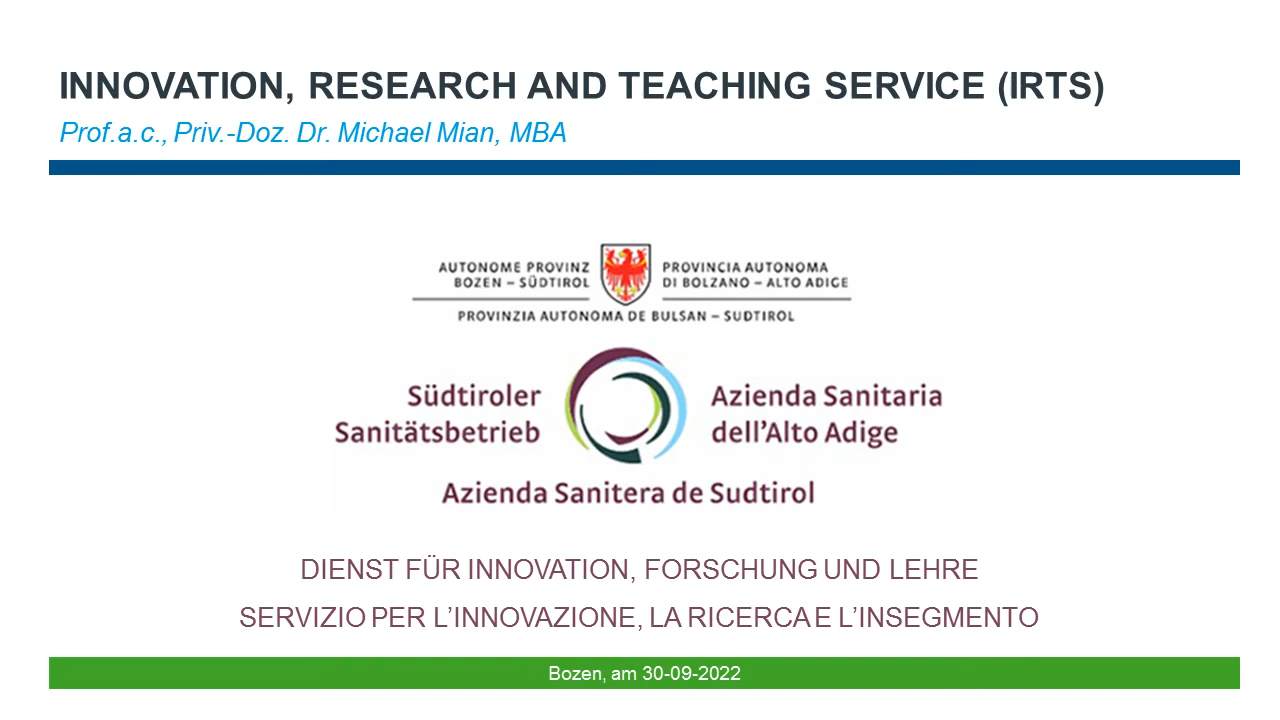 INNOVATION, RESEARCH AND TEACHING SERVICE (IRTS)
Prof.a.c., Priv.-Doz. Dr. Michael Mian, MBA
AUTONOME PROVINZ
BOZEN – SÜDTIROL
PROVINCIA AUTONOMA
DI BOLZANO – ALTO ADIGE
PROVINZIA AUTONOMA DE BULSAN – SUDTIROL
Südtiroler
Sanitätsbetrieb
Azienda Sanitaria
dell'Alto Adige
Azienda Sanitera de Sudtirol
DIENST FÜR INNOVATION, FORSCHUNG UND LEHRE
SERVIZIO PER L’INNOVAZIONE, LA RICERCA E L’INSEGMENTO
Bozen, am 30-09-2022